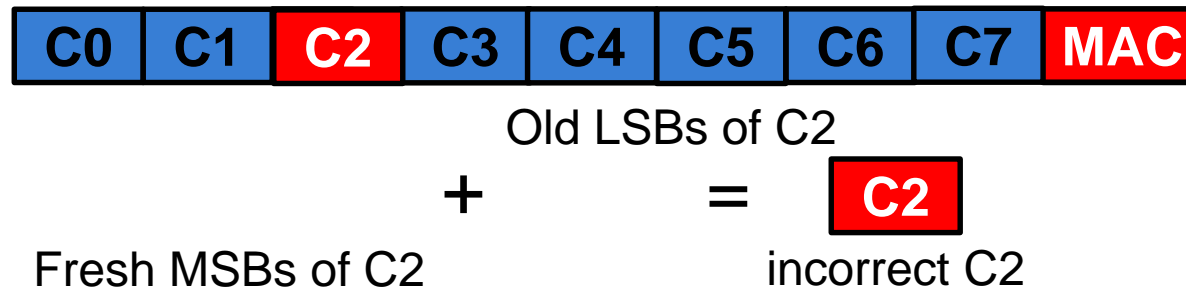 C0 C1 C2 C3 C4 C5 C6 C7 MAC
Old LSBs of C2
+ = C2
Fresh MSBs of C2 incorrect C2